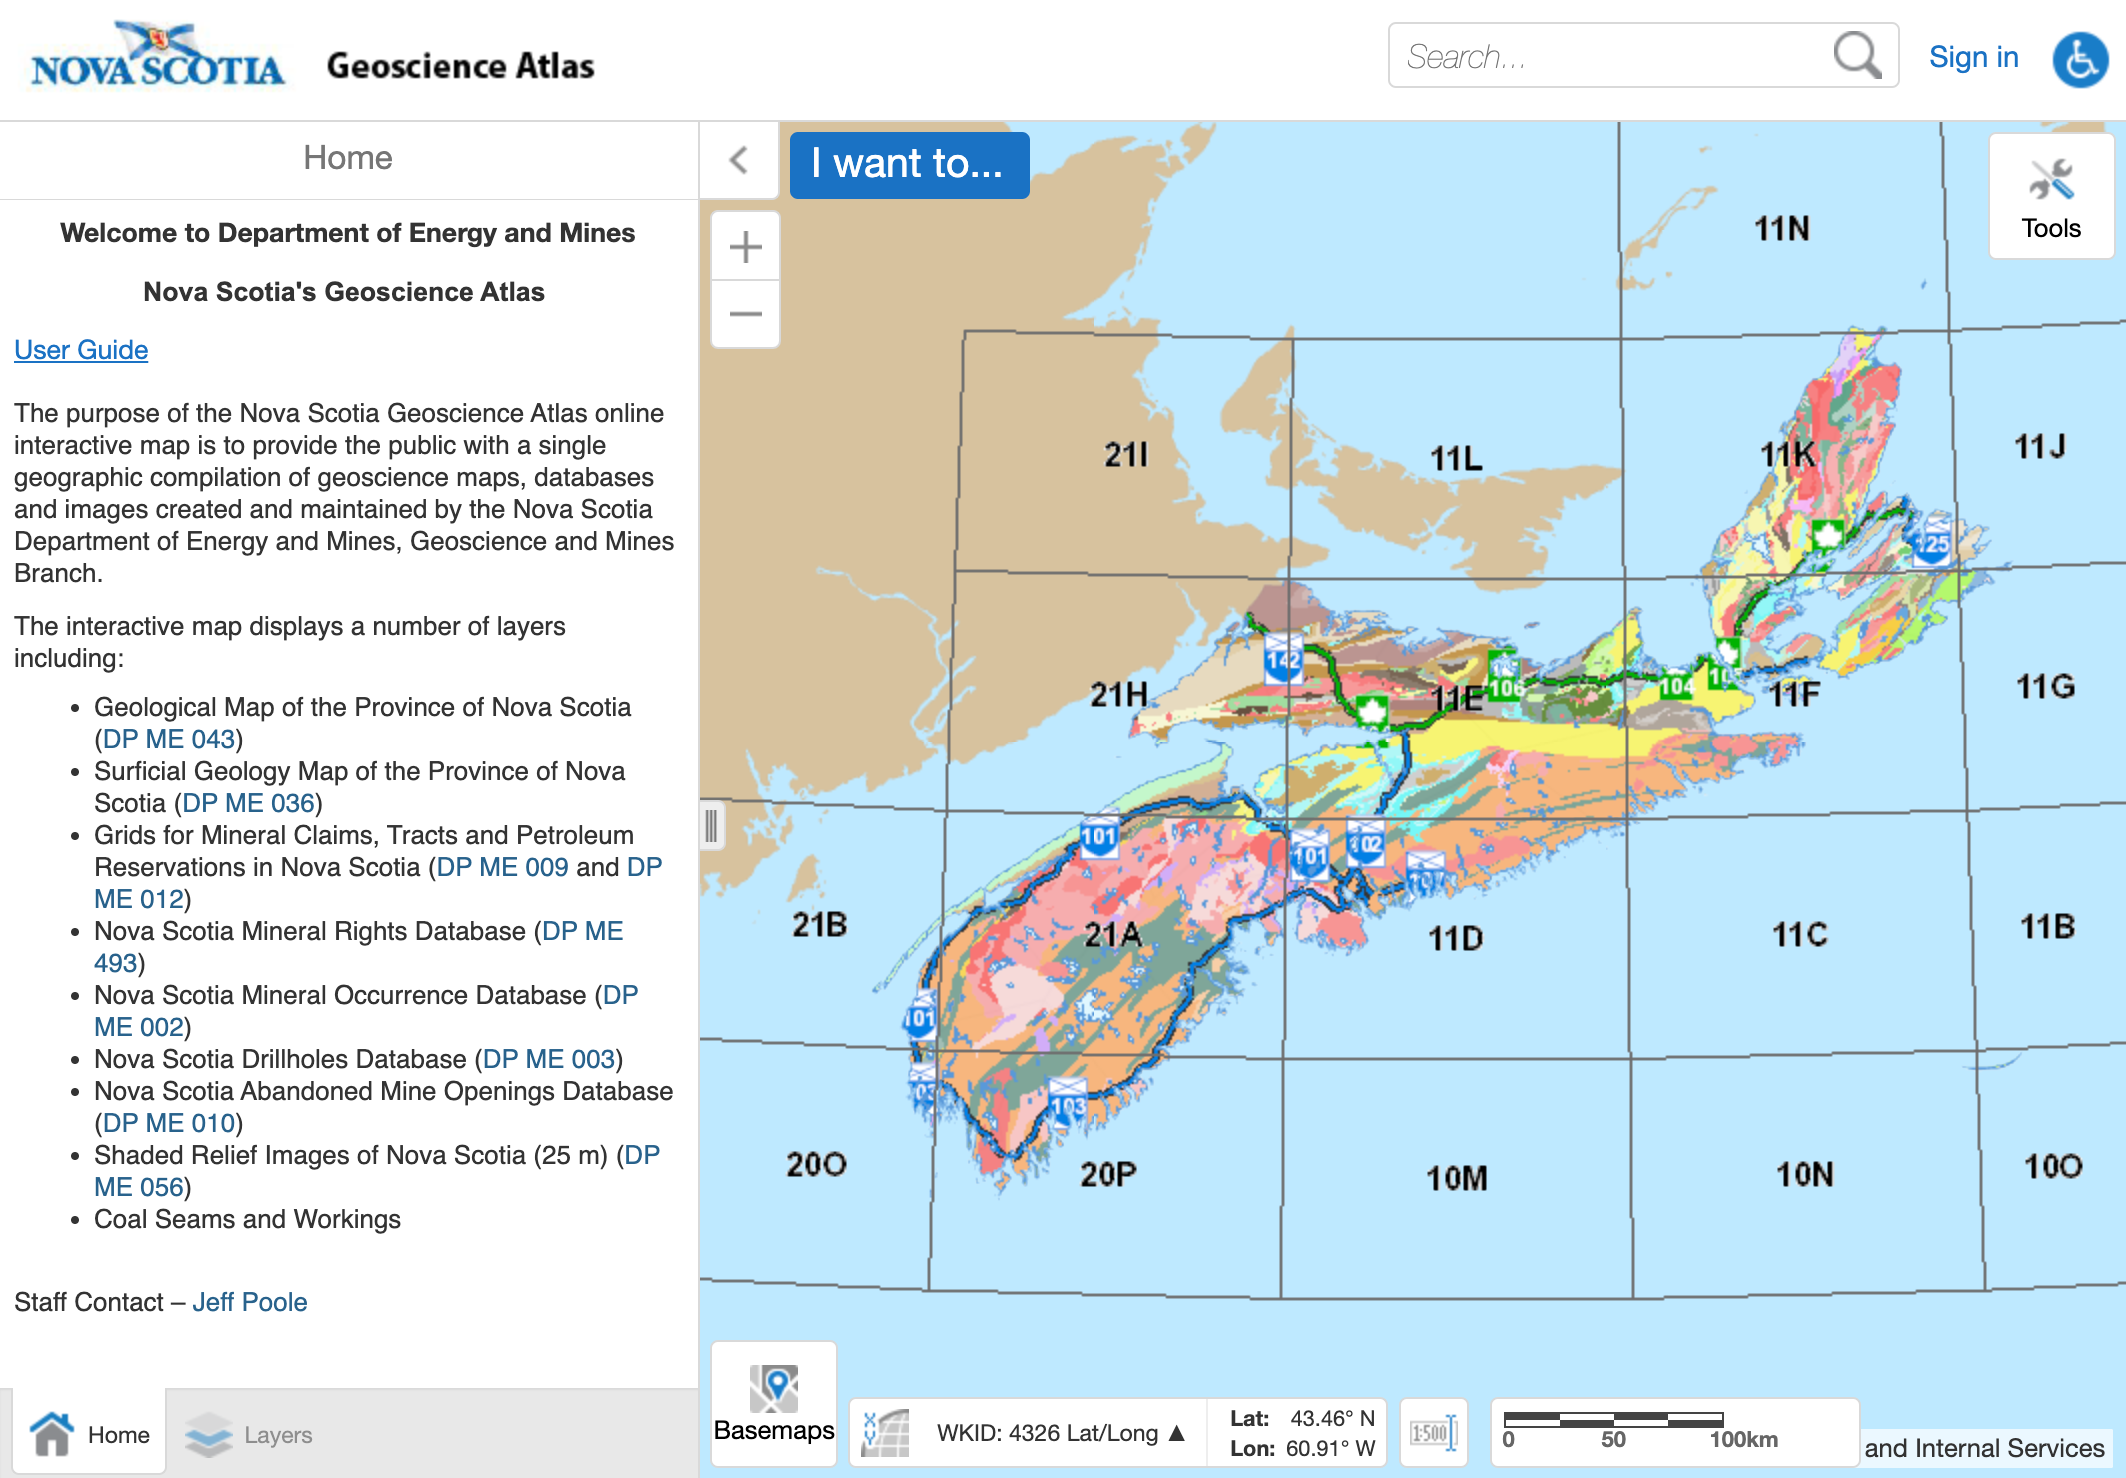 NOVA SCOTIA
Geoscience Atlas
Search...
Sign in
Home
I want to...
Tools
Welcome to Department of Energy and Mines
Nova Scotia's Geoscience Atlas
User Guide
The purpose of the Nova Scotia Geoscience Atlas online
interactive map is to provide the public with a single
geographic compilation of geoscience maps, databases
and images created and maintained by the Nova Scotia
Department of Energy and Mines, Geoscience and Mines
Branch.
The interactive map displays a number of layers
including:
• Geological Map of the Province of Nova Scotia
(DP ME 043)
• Surficial Geology Map of the Province of Nova
Scotia (DP ME 036)
• Grids for Mineral Claims, Tracts and Petroleum
Reservations in Nova Scotia (DP ME 009 and DP
ME 012)
• Nova Scotia Mineral Rights Database (DP ME
493)
• Nova Scotia Mineral Occurrence Database (DP
ME 002)
• Nova Scotia Drillholes Database (DP ME 003)
• Nova Scotia Abandoned Mine Openings Database
(DP ME 010)
• Shaded Relief Images of Nova Scotia (25 m) (DP
ME 056)
• Coal Seams and Workings
Staff Contact – Jeff Poole
Home
Layers
11N
21I
11L
11K
11J
125
142
21H
11E
106
104
11F
11G
101
101
102
107
21B
21A
11D
11C
11B
101
103
20O
20P
10M
10N
10O
Basemaps
WKID: 4326 Lat/Long ▲
Lat: 43.46° N
Lon: 60.91° W
1:500
0 50 100km
and Internal Services